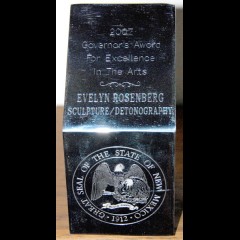 2007
Governor's Award
For Excellence
In The Arts
EVELYN ROSENBERG
SCULPTURE/DETONOGRAPHY
GREAT SEAL OF THE STATE OF NEW MEXICO
·1912·